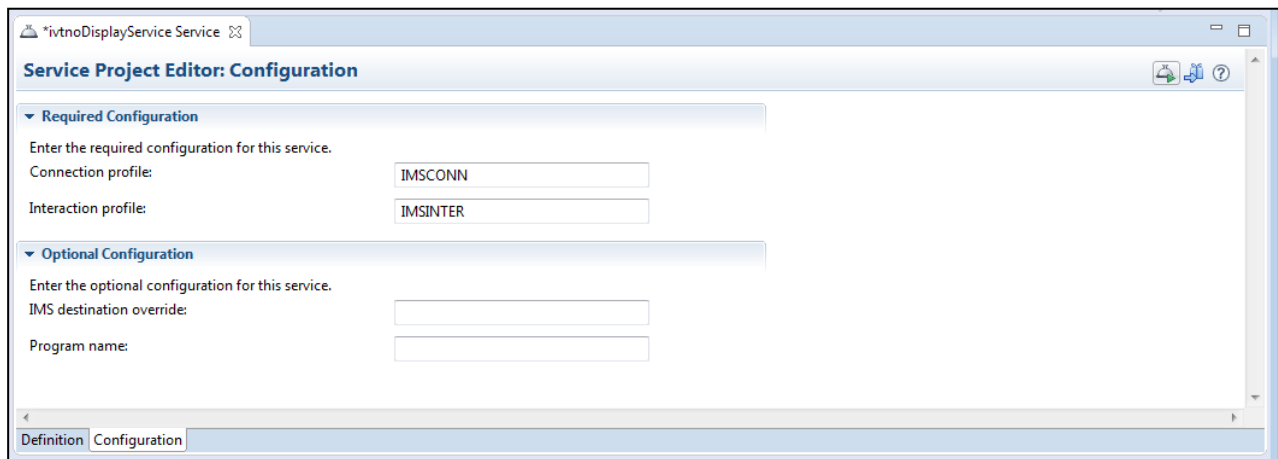 *ivtnoDisplayService Service
Service Project Editor: Configuration
Required Configuration
Enter the required configuration for this service.
Connection profile: IMSCONN
Interaction profile: IMSINTER
Optional Configuration
Enter the optional configuration for this service.
IMS destination override:
Program name:
Definition Configuration